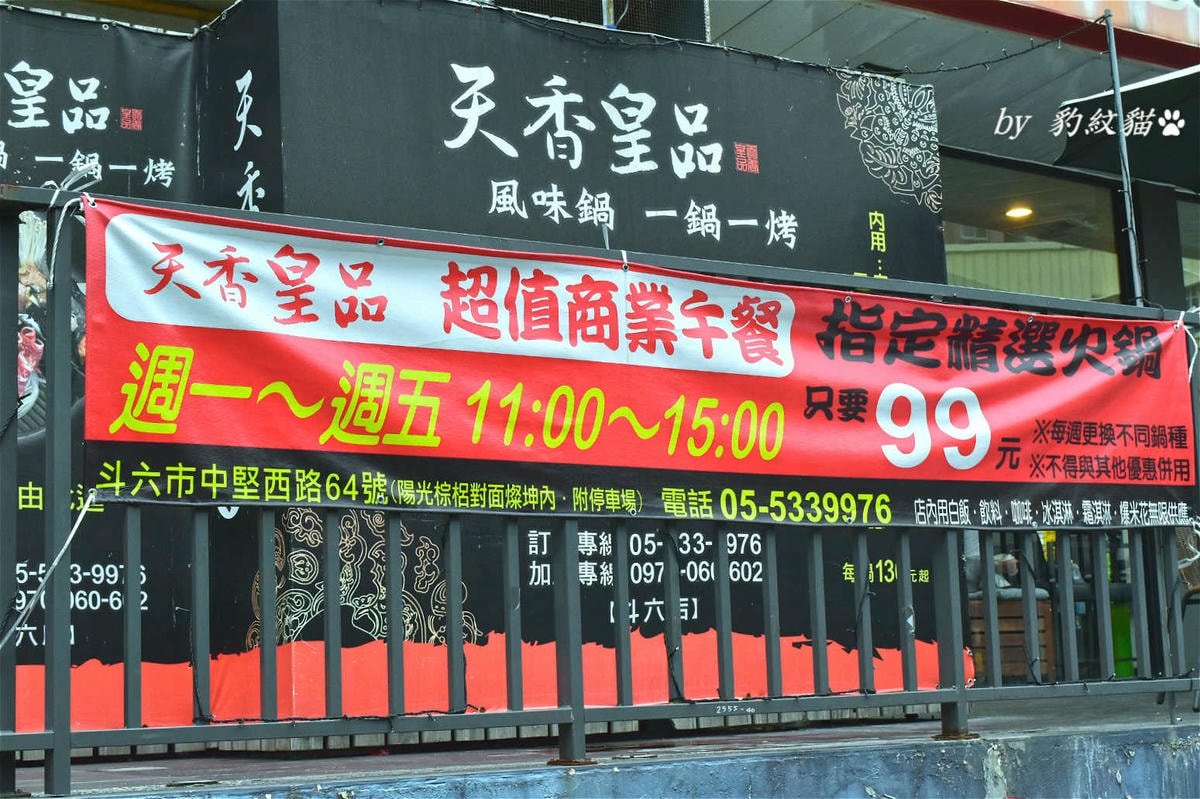 by 豹紋貓
天香皇品
風味鍋 一鍋一烤
內用:
皇品
一鍋一烤
天香
天香皇品 超值商業午餐
指定精選火鍋
週一~週五 11:00~15:00
只要99元
※每週更換不同鍋種
※不得與其他優惠併用
斗六市中堅西路64號(陽光棕梠對面燦坤內‧附停車場) 電話 05-5339976
店內用白飯‧飲料‧咖啡‧冰淇淋‧霜淇淋‧爆米花無限供應
2555-40